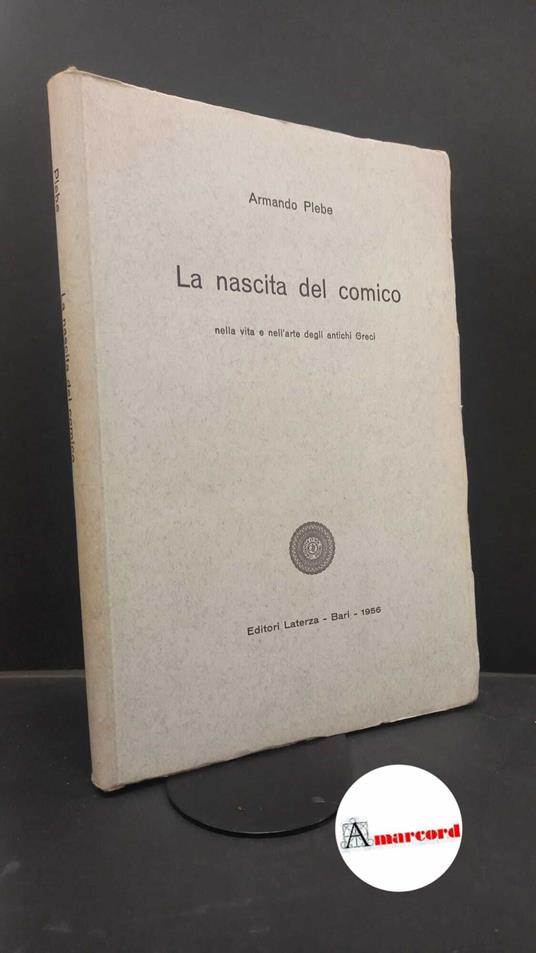 Armando Plebe
La nascita del comico
nella vita e nell'arte degli antichi Greci
Editori Laterza - Bari - 1956
Plebe
La nascita del comico
Amarcord